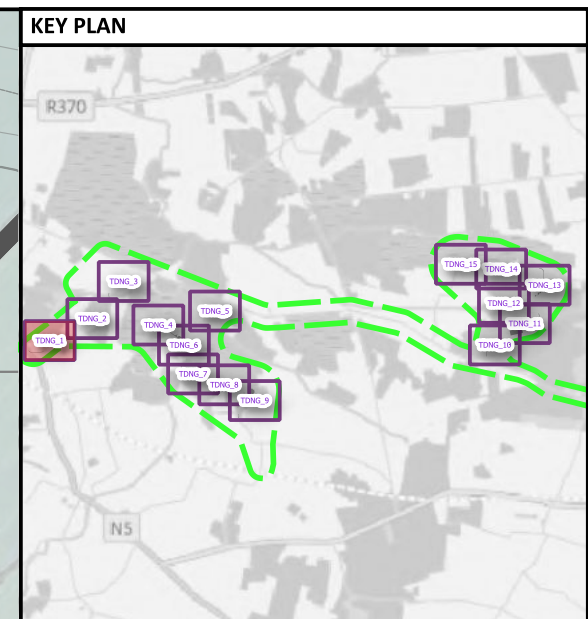 KEY PLAN
R370
TDNG_15
TDNG_14
TDNG_3
TDNG_13
TDNG_12
TDNG_5
TDNG_2
TDNG_4
TDNG_11
TDNG_1
TDNG_6
TDNG_10
TDNG_7
TDNG_8
TDNG_9
N5